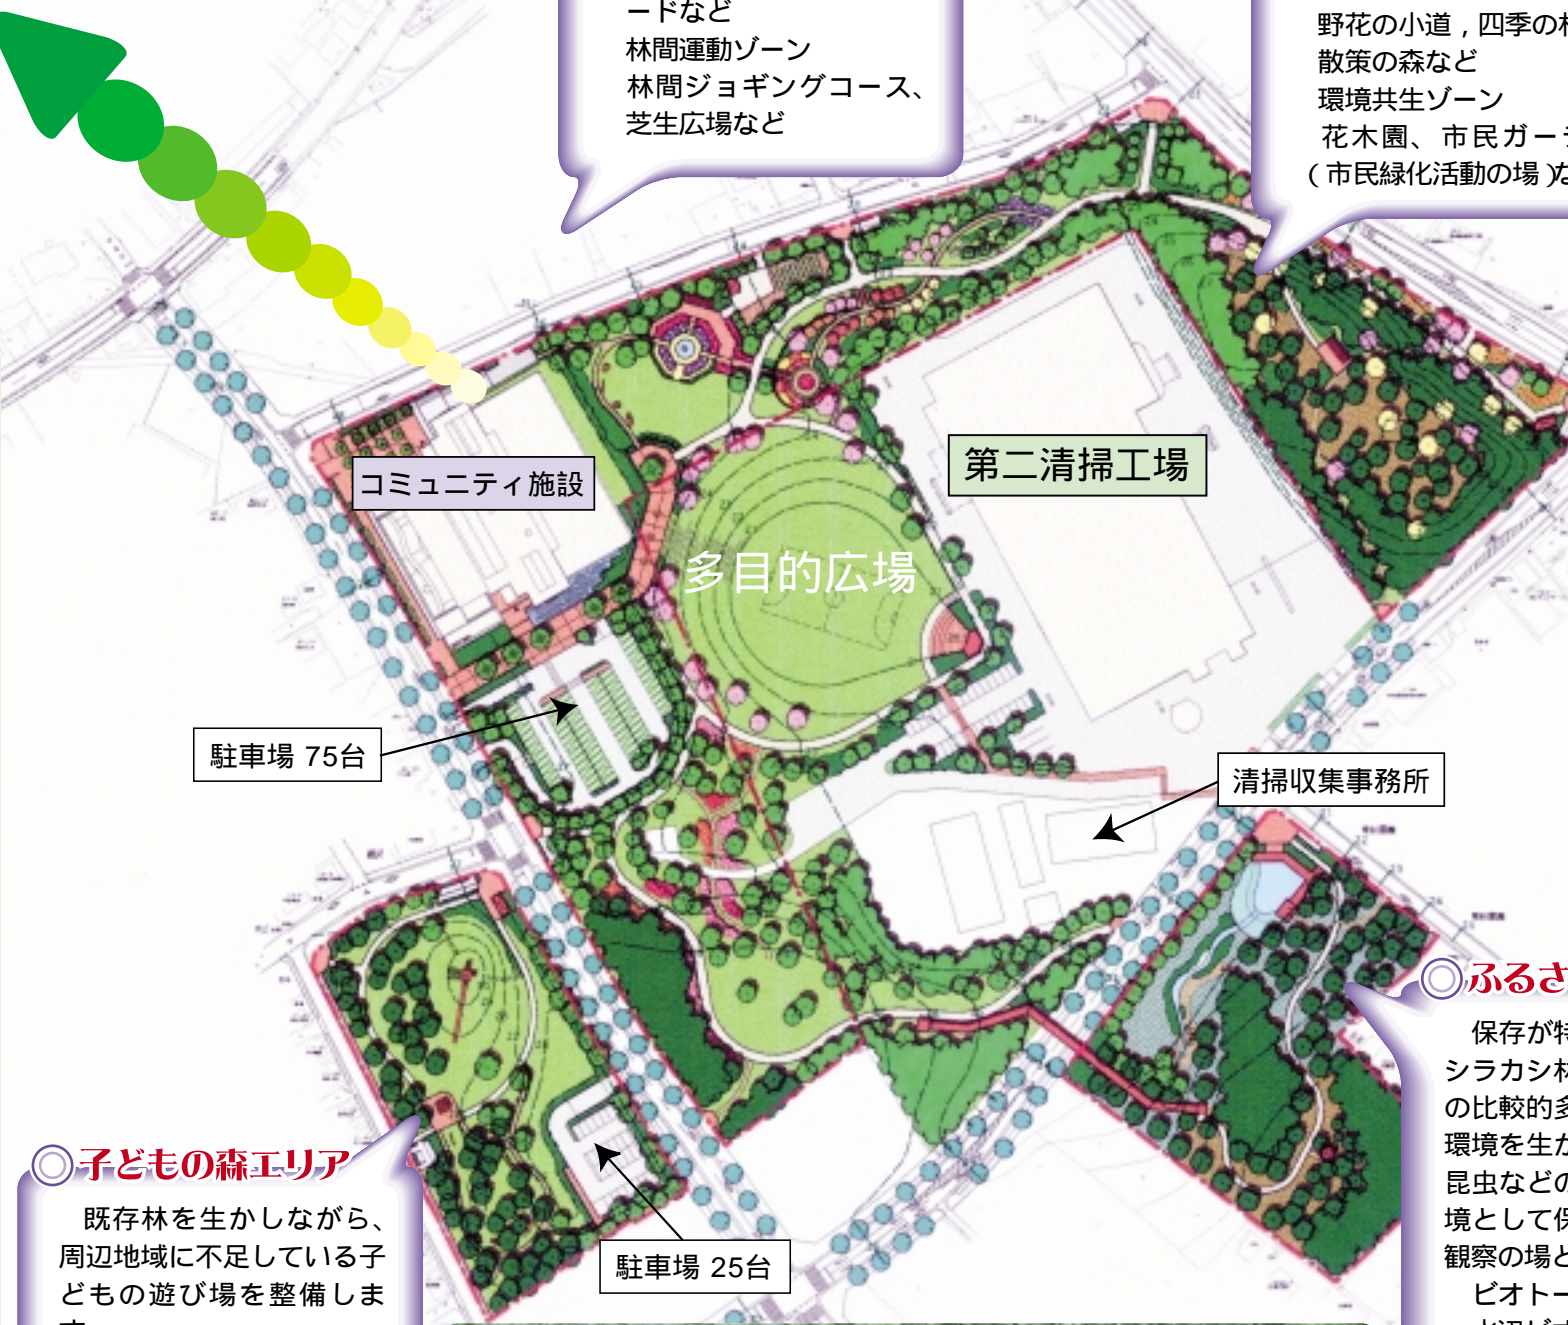 ードなど
林間運動ゾーン
林間ジョギングコース、
芝生広場など
野花の小道，四季の
散策の森など
環境共生ゾーン
花木園、市民ガー
（市民緑化活動の場）
コミュニティ施設
第二清掃工場
多目的広場
駐車場 75台
清掃収集事務所
駐車場 25台
◎子どもの森エリア
既存林を生かしながら、
周辺地域に不足している子
どもの遊び場を整備しま
◎ふるさ
保存が
シラカシ林
の比較的多
環境を生か
昆虫などの
境として保
観察の場と
ビオトー